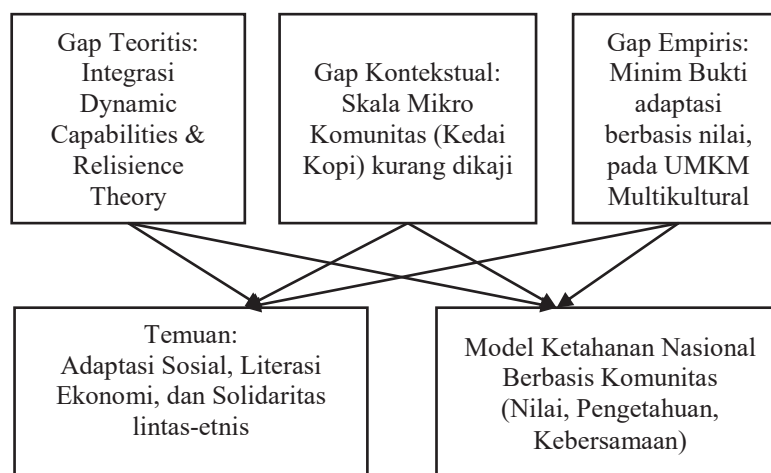 Gap Teoritis:
Integrasi
Dynamic
Capabilities &
Relisience
Theory
Gap Kontekstual:
Skala Mikro
Komunitas (Kedai
Kopi) kurang dikaji
Gap Empiris:
Minim Bukti
adaptasi
berbasis nilai,
pada UMKM
Multikultural
Temuan:
Adaptasi Sosial, Literasi
Ekonomi, dan Solidaritas
lintas-etnis
Model Ketahanan Nasional
Berbasis Komunitas
(Nilai, Pengetahuan,
Kebersamaan)